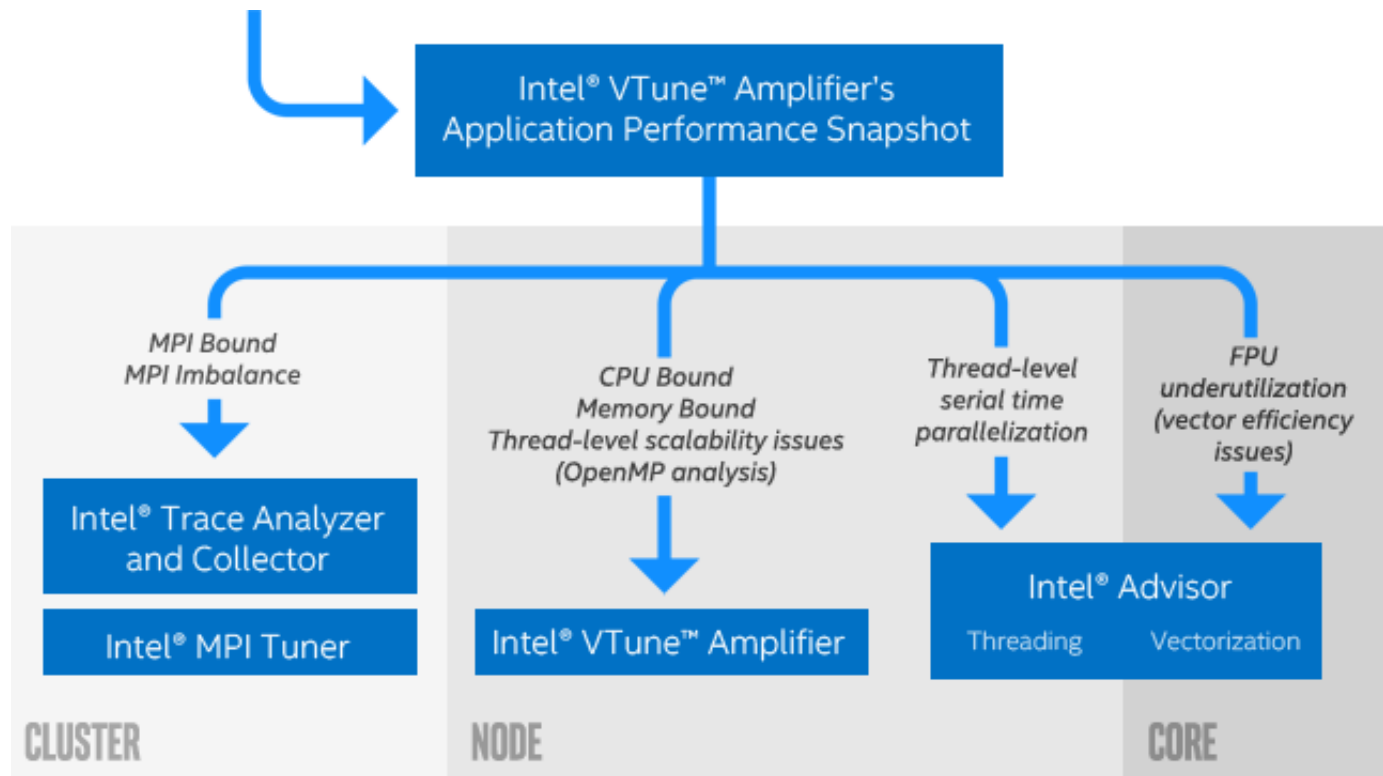 Intel® VTune™ Amplifier's
Application Performance Snapshot
MPI Bound
MPI Imbalance
Intel® Trace Analyzer
and Collector
Intel® MPI Tuner
CLUSTER
CPU Bound
Memory Bound
Thread-level scalability issues
(OpenMP analysis)
Intel® VTune™ Amplifier
NODE
Thread-level
serial time
parallelization
FPU
underutilization
(vector efficiency
issues)
Intel® Advisor
Threading
Vectorization
CORE